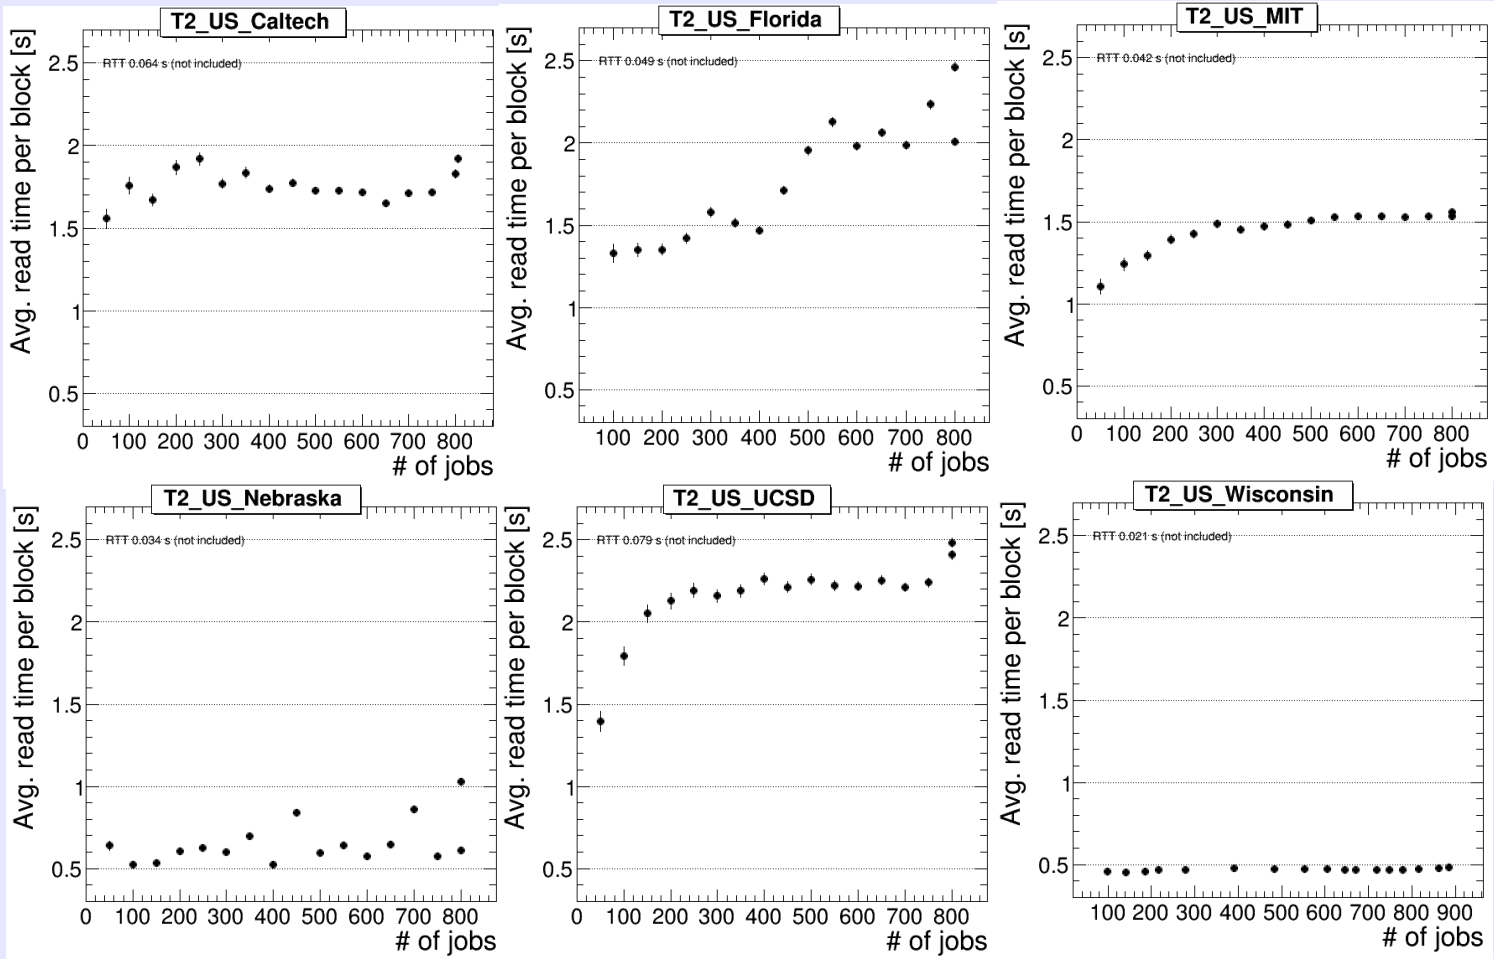 T2_US_Caltech
Avg. read time per block [s]
RTT 0.064 s (not included)
2.5
2
1.5
1
0.5
0 100 200 300 400 500 600 700 800
# of jobs
T2_US_Florida
Avg. read time per block [s]
RTT 0.049 s (not included)
2.5
2
1.5
1
0.5
100 200 300 400 500 600 700 800
# of jobs
T2_US_MIT
Avg. read time per block [s]
RTT 0.042 s (not included)
2.5
2
1.5
1
0.5
0 100 200 300 400 500 600 700 800
# of jobs
T2_US_Nebraska
Avg. read time per block [s]
RTT 0.034 s (not included)
2.5
2
1.5
1
0.5
0 100 200 300 400 500 600 700 800
# of jobs
T2_US_UCSD
Avg. read time per block [s]
RTT 0.079 s (not included)
2.5
2
1.5
1
0.5
0 100 200 300 400 500 600 700 800
# of jobs
T2_US_Wisconsin
Avg. read time per block [s]
RTT 0.021 s (not included)
2.5
2
1.5
1
0.5
100 200 300 400 500 600 700 800 900
# of jobs